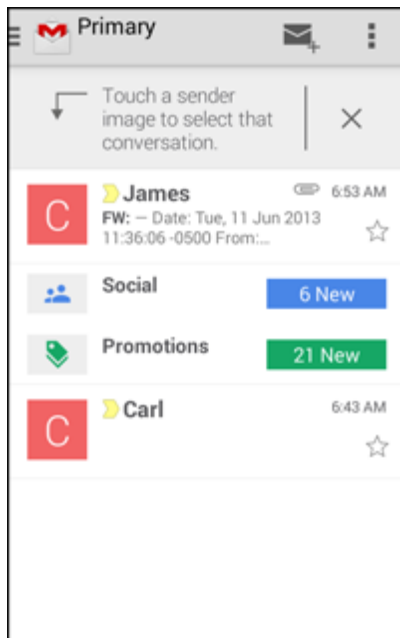 Primary
Touch a sender
image to select that
conversation.
C
James
6:53 AM
FW: – Date: Tue, 11 Jun 2013
11:36:06 -0500 From:...
Social
6 New
Promotions
21 New
C
Carl
6:43 AM